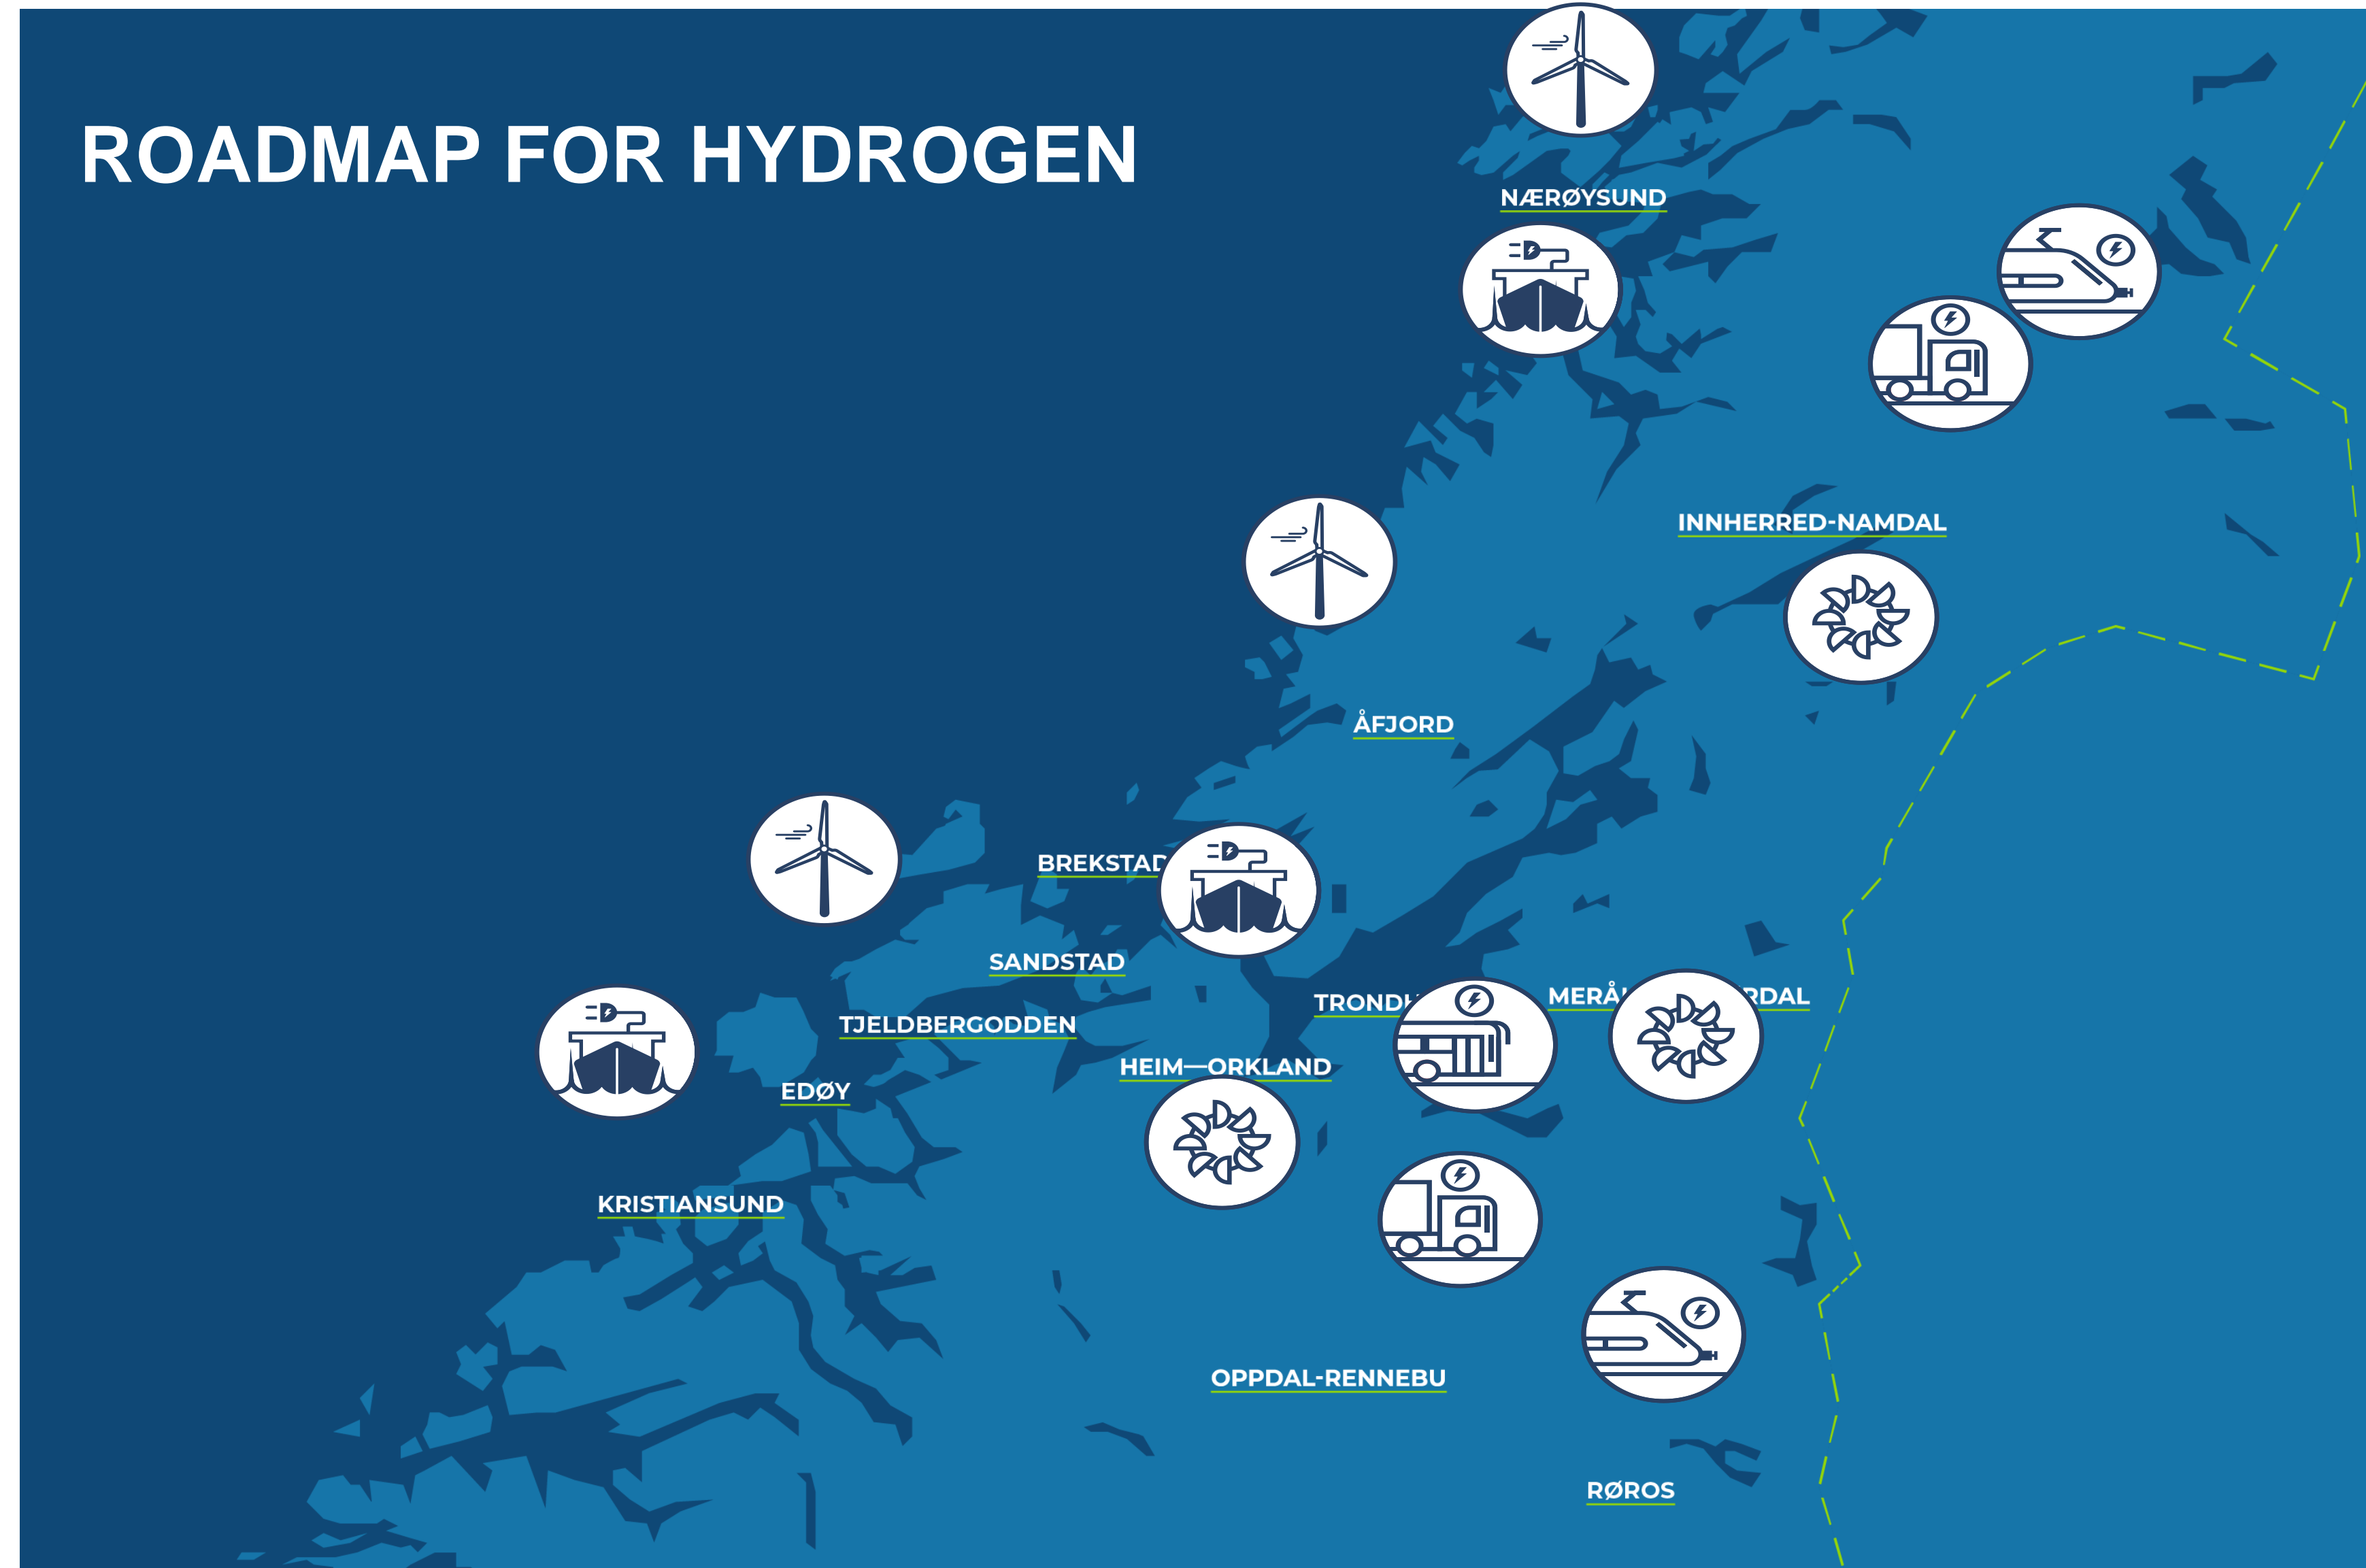 ROADMAP FOR HYDROGEN
NÆRØYSUND
INNHERRED-NAMDAL
ÅFJORD
BREKSTAD
SANDSTAD
TJELDBERGODDEN
HEIM—ORKLAND
EDØY
KRISTIANSUND
OPPDAL-RENNEBU
RØROS